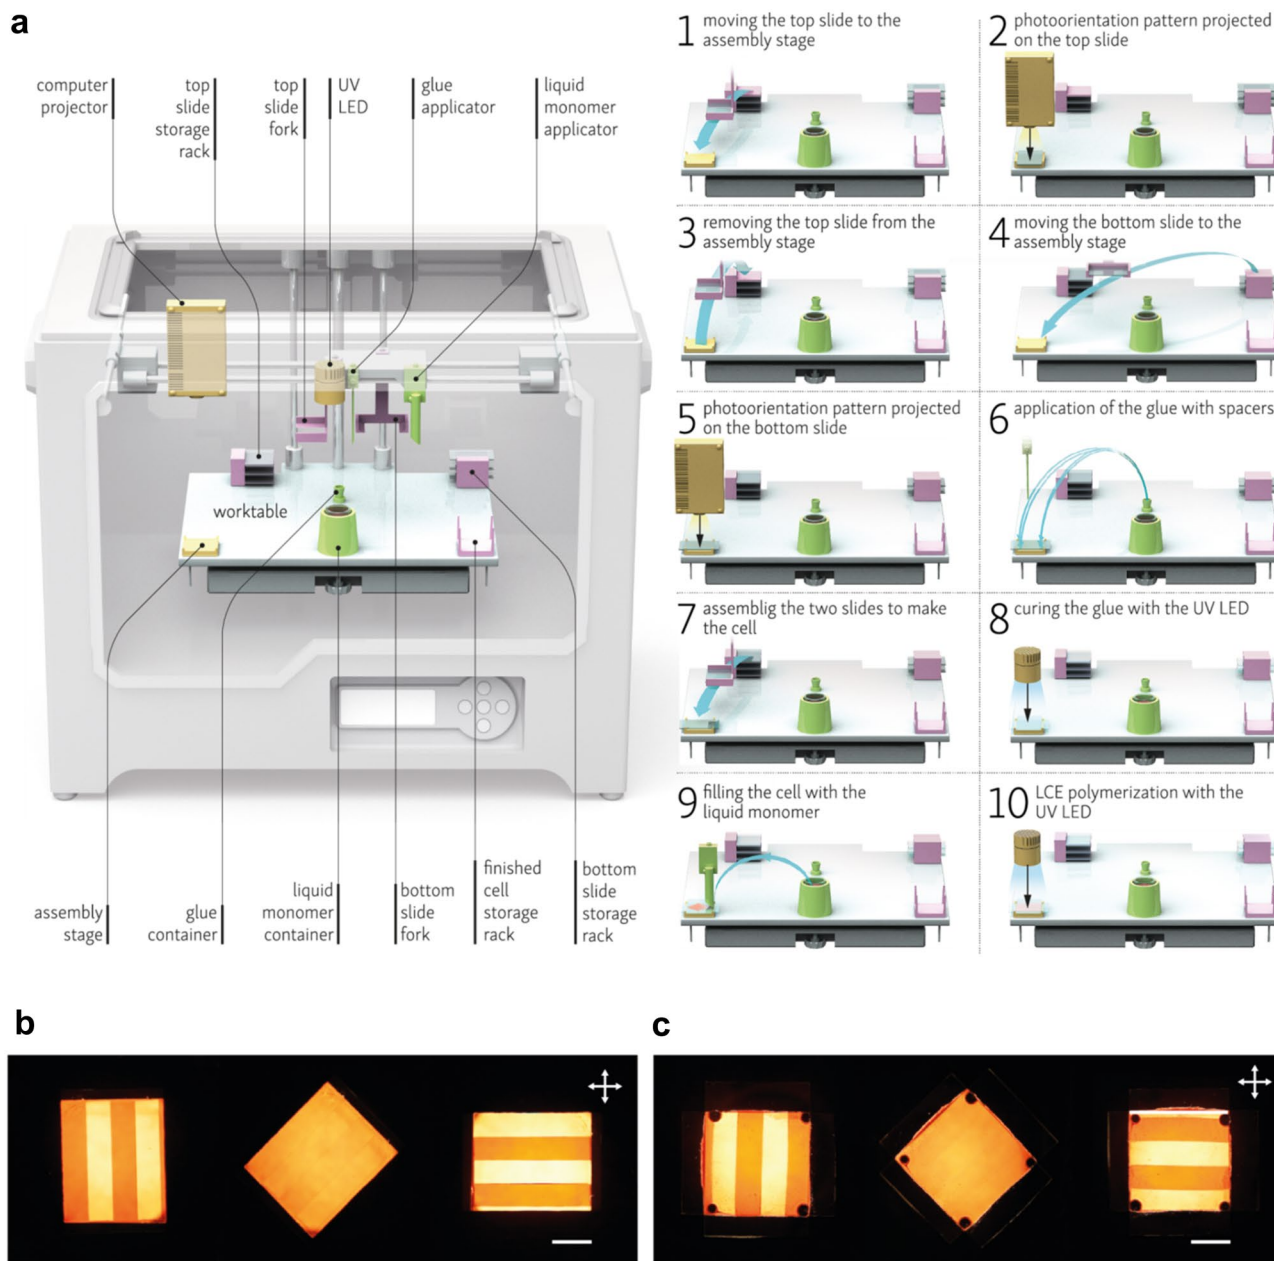 a
computer
projector
top
slide
storage
rack
top
slide
fork
UV
LED
glue
applicator
liquid
monomer
applicator
worktable
assembly
stage
glue
container
liquid
monomer
container
bottom
slide
fork
finished
cell
storage
rack
bottom
slide
storage
rack
1 moving the top slide to the
assembly stage
2 photoorientation pattern projected
on the top slide
3 removing the top slide from the
assembly stage
4 moving the bottom slide to the
assembly stage
5 photoorientation pattern projected
on the bottom slide
6 application of the glue with spacers
7 assemblig the two slides to make
the cell
8 curing the glue with the UV LED
9 filling the cell with the
liquid monomer
10 LCE polymerization with the
UV LED
b
c